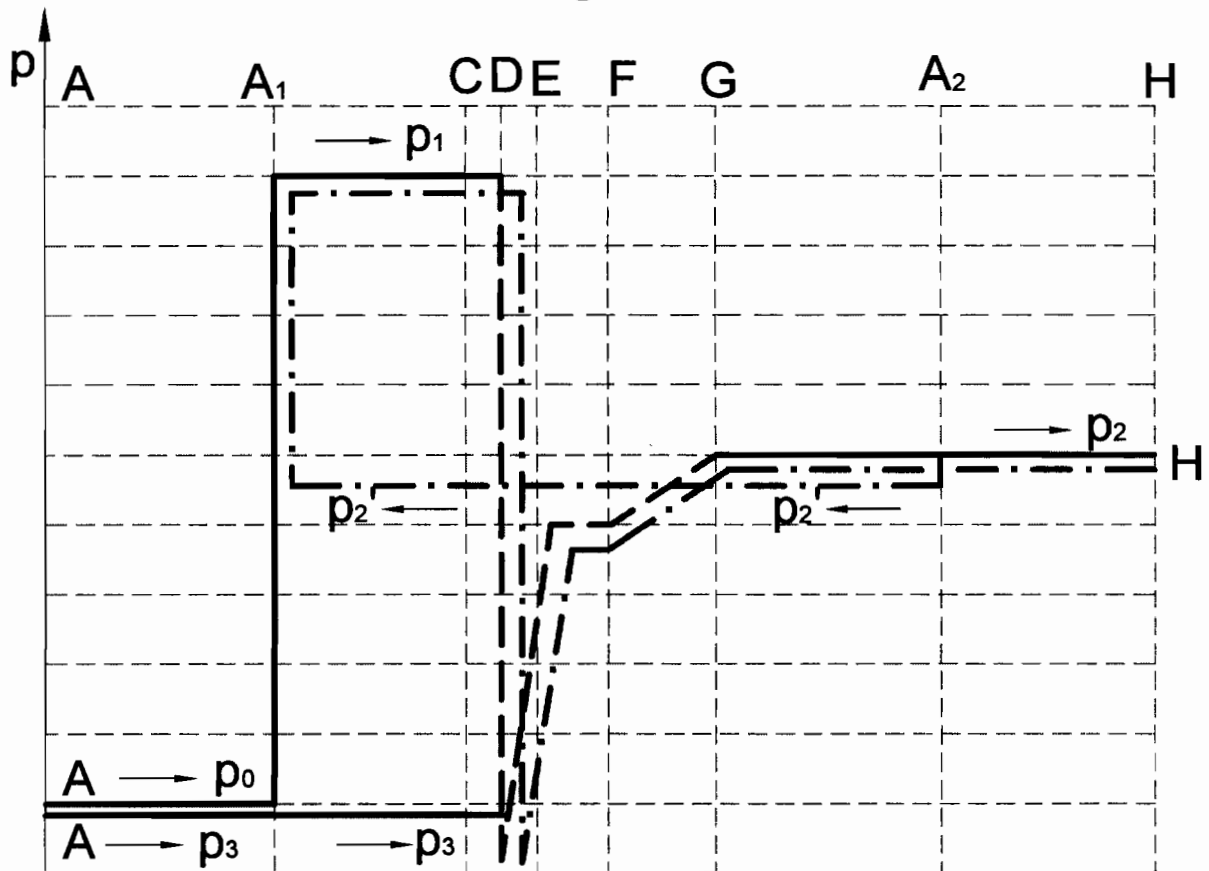 p A A₁ C D E F G A₂ H
p₁
p₂
H
p₂' p₂'
A p₀
A p₃ p₃